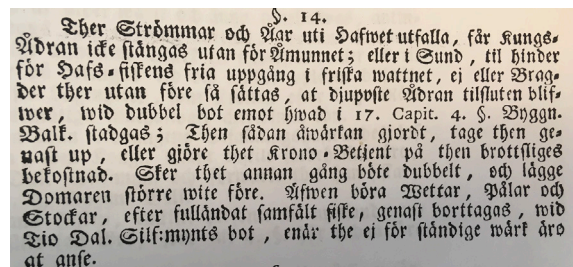 §. 14.
Ther Strömmar och Åar uti Hafwet utfalla, får Kungs-
Ådran icke stängas utan för Åmunnet; eller i Sund, til hinder
för Hafs-fiskens fria uppgång i friska wattnet, ej eller Brag-
der ther utan före så sättas, at djuposte Ådran tilsluten blif-
wer, wid dubbel bot emot hwad i 17. Capit. 4. §. Byggn.
Balk. stadgas; Then sådan åwärkan gjordt, tage then ge-
nast up, eller gjöre thet Krono-Betjent på then brottsliges
bekostnad. Sker thet annan gång böte dubbelt, och lägge
Domaren större wite före. Äfwen böra Wettar, Pålar och
Stockar, efter fulländat samfält fiske, genast borttagas, wid
Tio Dal. Silf:mynts bot, enär the ej för ständige wärk äro
at anse.